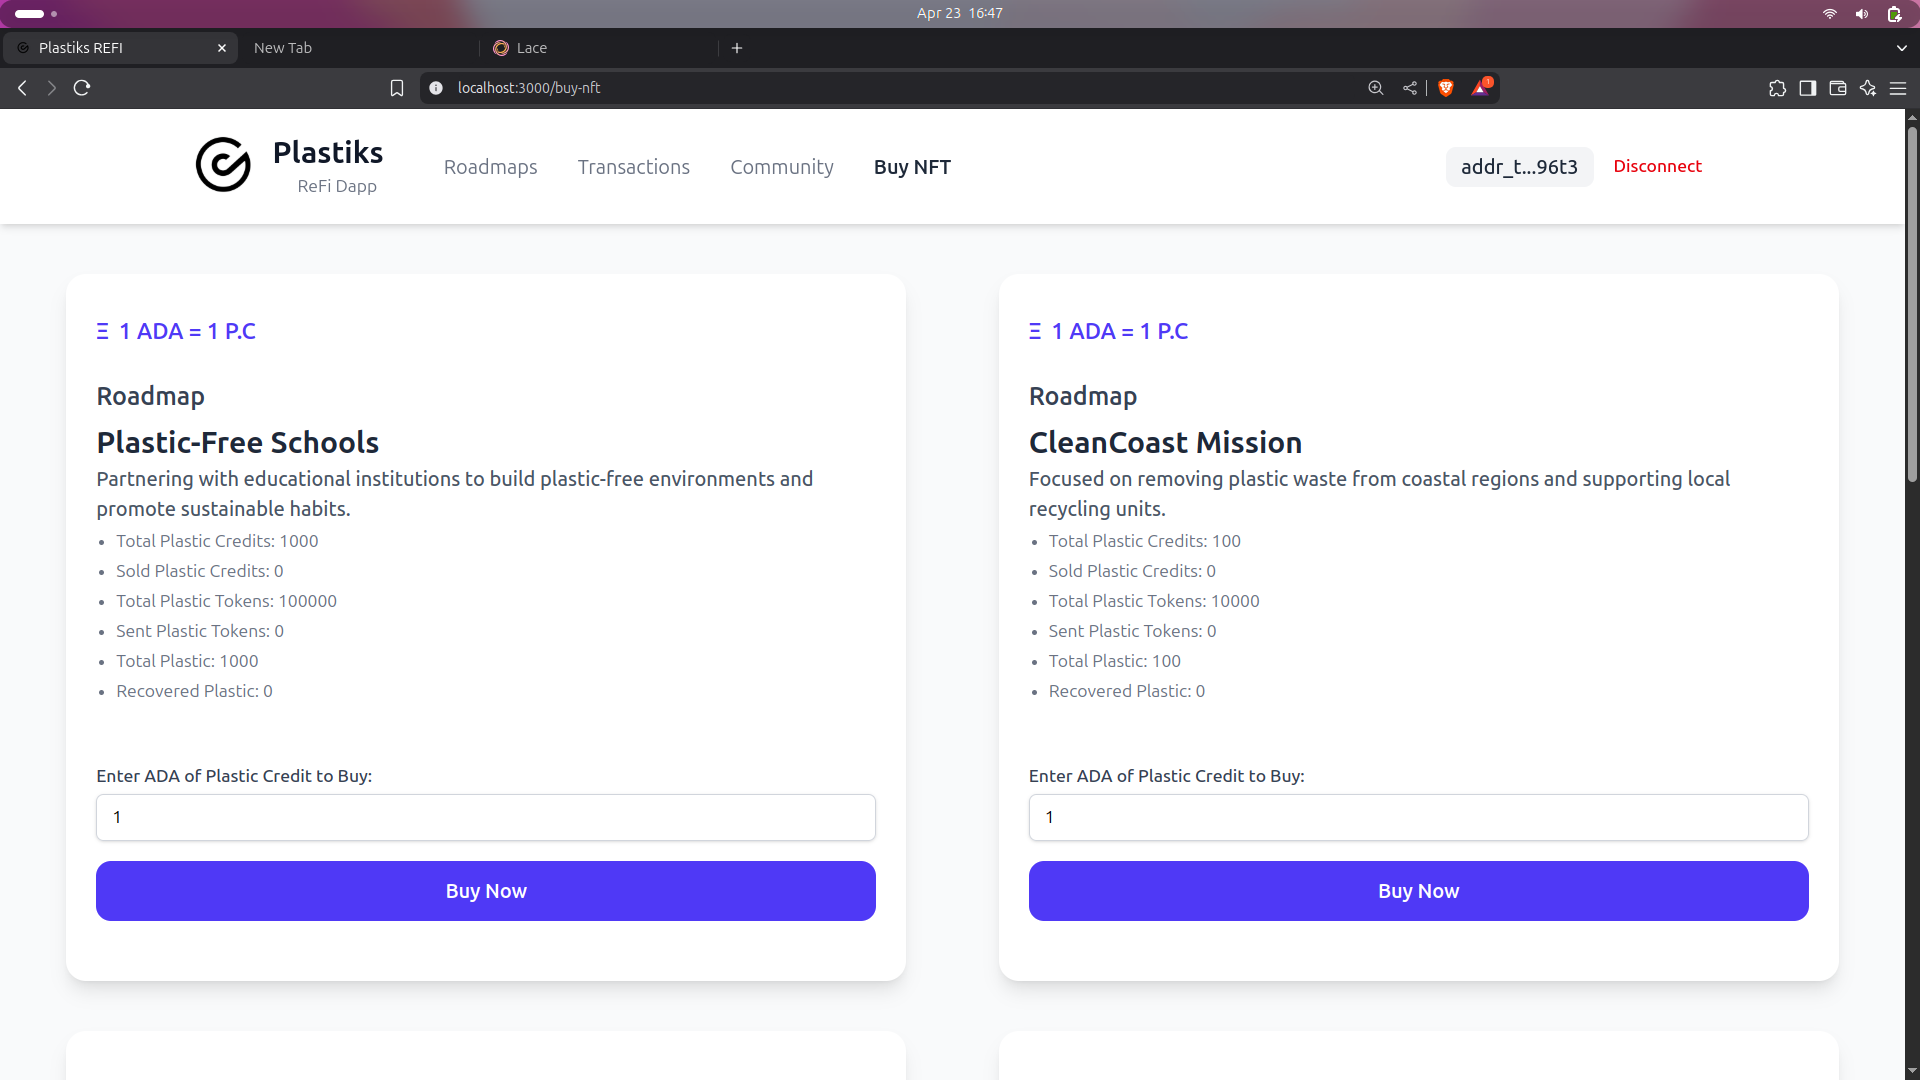 Apr 23 16:47
Plastiks REFI
New Tab
Lace
localhost:3000/buy-nft
1
Plastiks
ReFi Dapp
Roadmaps
Transactions
Community
Buy NFT
addr_t...96t3
Disconnect
Ξ 1 ADA = 1 P.C
Roadmap
Plastic-Free Schools
Partnering with educational institutions to build plastic-free environments and
promote sustainable habits.
• Total Plastic Credits: 1000
• Sold Plastic Credits: 0
• Total Plastic Tokens: 100000
• Sent Plastic Tokens: 0
• Total Plastic: 1000
• Recovered Plastic: 0
Enter ADA of Plastic Credit to Buy:
1
Buy Now
Ξ 1 ADA = 1 P.C
Roadmap
CleanCoast Mission
Focused on removing plastic waste from coastal regions and supporting local
recycling units.
• Total Plastic Credits: 100
• Sold Plastic Credits: 0
• Total Plastic Tokens: 10000
• Sent Plastic Tokens: 0
• Total Plastic: 100
• Recovered Plastic: 0
Enter ADA of Plastic Credit to Buy:
1
Buy Now